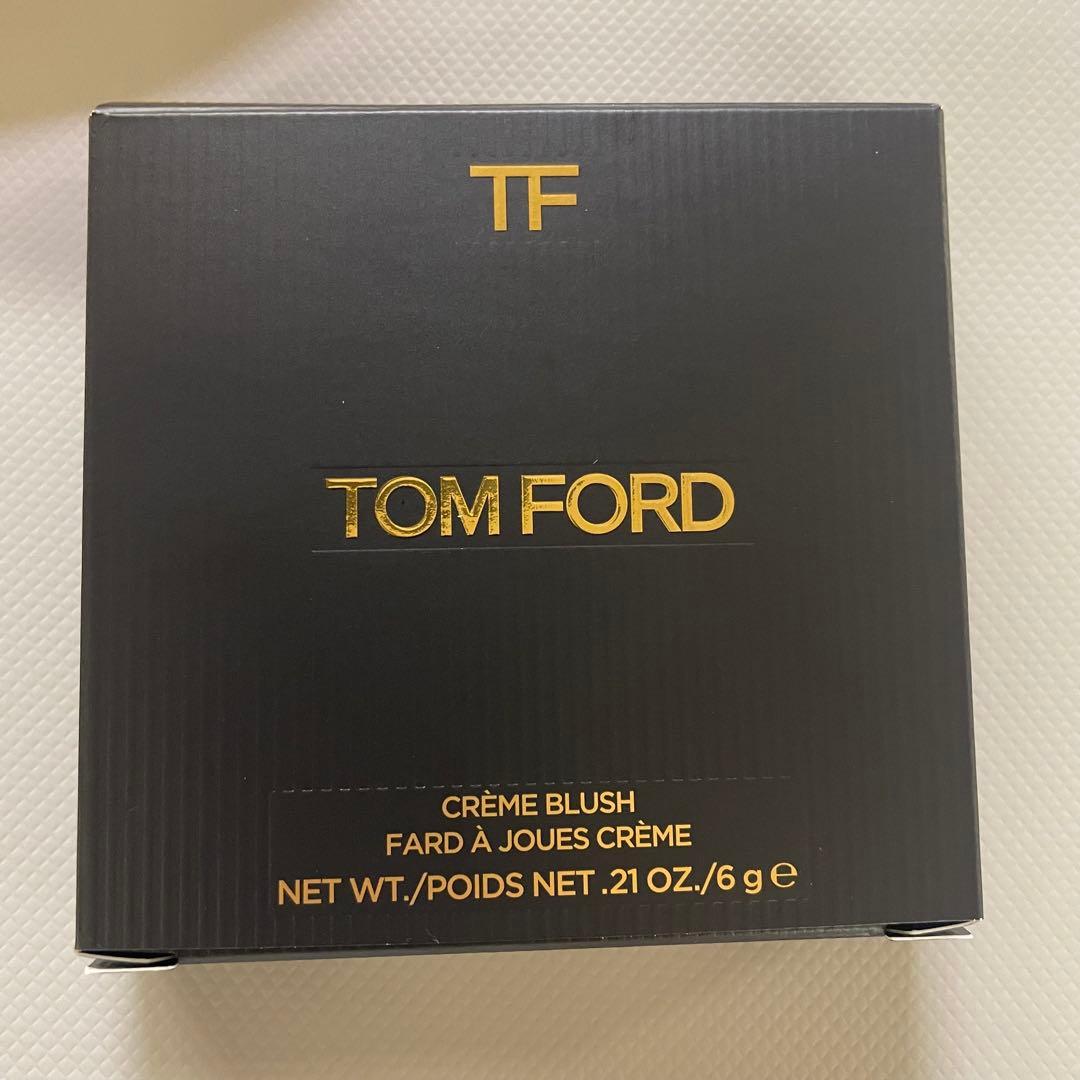 TF
TOM FORD
CRÈME BLUSH
FARD À JOUES CRÈME
NET WT./POIDS NET .21 OZ./6 g ℮